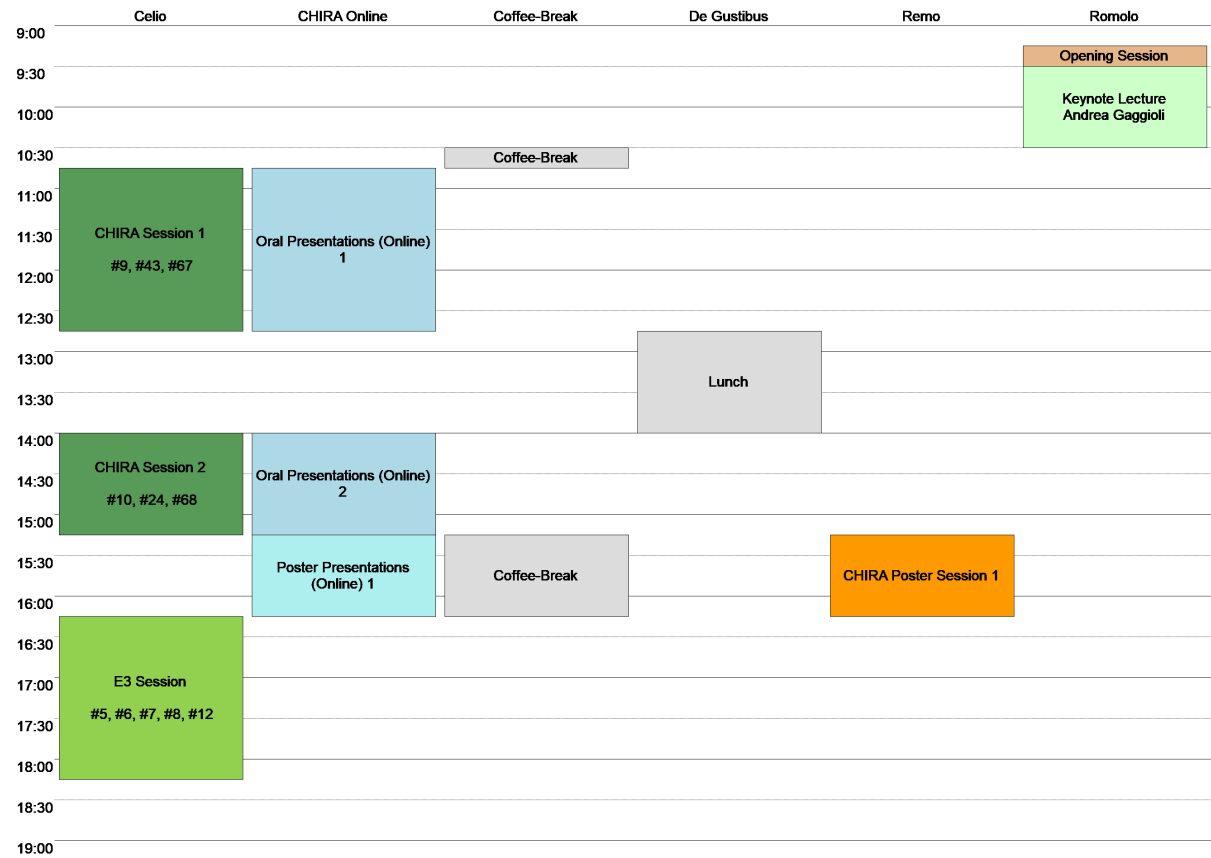 Celio
CHIRA Online
Coffee-Break
De Gustibus
Remo
Romolo
9:00
Opening Session
9:30
Keynote Lecture
Andrea Gaggioli
10:00
10:30
Coffee-Break
11:00
CHIRA Session 1
#9, #43, #67
Oral Presentations (Online)
1
11:30
12:00
12:30
13:00
Lunch
13:30
14:00
CHIRA Session 2
#10, #24, #68
Oral Presentations (Online)
2
14:30
15:00
15:30
Poster Presentations
(Online) 1
Coffee-Break
CHIRA Poster Session 1
16:00
16:30
E3 Session
#5, #6, #7, #8, #12
17:00
17:30
18:00
18:30
19:00